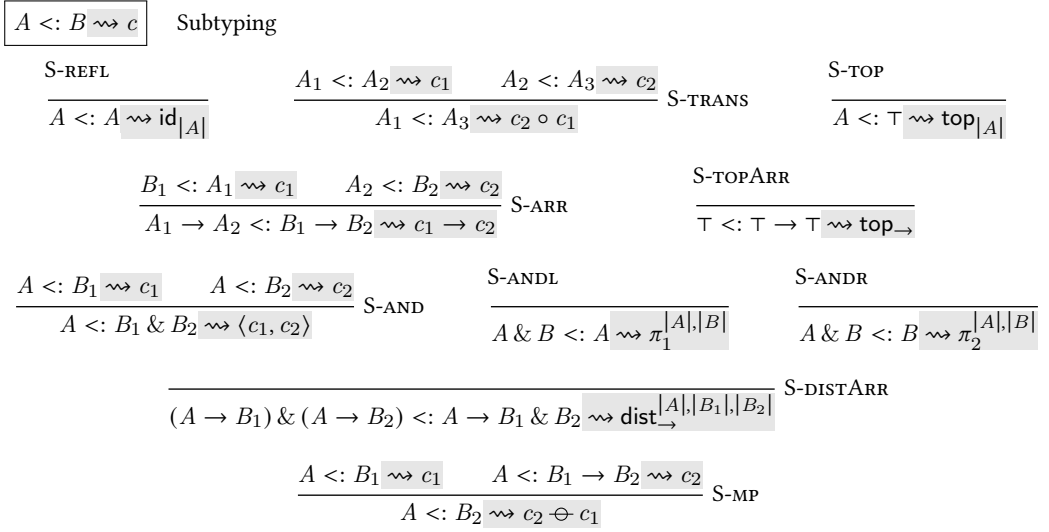 A <: B ⇝ c Subtyping
S-REFL
A <: A ⇝ id_{|A|}
A₁ <: A₂ ⇝ c₁ A₂ <: A₃ ⇝ c₂
S-TRANS
A₁ <: A₃ ⇝ c₂ ∘ c₁
S-TOP
A <: ⊤ ⇝ top_{|A|}
B₁ <: A₁ ⇝ c₁ A₂ <: B₂ ⇝ c₂
S-ARR
A₁ → A₂ <: B₁ → B₂ ⇝ c₁ → c₂
S-TOPARR
⊤ <: ⊤ → ⊤ ⇝ top_→
A <: B₁ ⇝ c₁ A <: B₂ ⇝ c₂
S-AND
A <: B₁ & B₂ ⇝ ⟨c₁, c₂⟩
S-ANDL
A & B <: A ⇝ π₁^{|A|,|B|}
S-ANDR
A & B <: B ⇝ π₂^{|A|,|B|}
S-DISTARR
(A → B₁) & (A → B₂) <: A → B₁ & B₂ ⇝ dist_→^{|A|,|B₁|,|B₂|}
A <: B₁ ⇝ c₁ A <: B₁ → B₂ ⇝ c₂
S-MP
A <: B₂ ⇝ c₂ ⦵ c₁